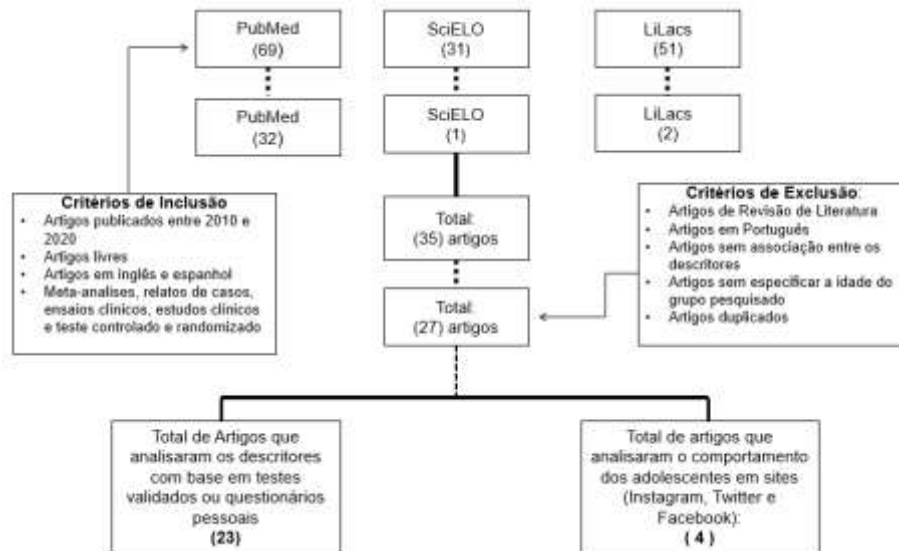 PubMed
(69)
SciELO
(31)
LiLacs
(51)
PubMed
(32)
SciELO
(1)
LiLacs
(2)
Critérios de Inclusão
• Artigos publicados entre 2010 e
2020
• Artigos livres
• Artigos em inglês e espanhol
• Meta-analises, relatos de casos,
ensaios clínicos, estudos clínicos
e teste controlado e randomizado
Total:
(35) artigos
Total:
(27) artigos
Critérios de Exclusão:
• Artigos de Revisão de Literatura
• Artigos em Português
• Artigos sem associação entre os
descritores
• Artigos sem especificar a idade do
grupo pesquisado
• Artigos duplicados
Total de Artigos que
analisaram os descritores
com base em testes
validados ou questionários
pessoais
(23)
Total de artigos que
analisaram o comportamento
dos adolescentes em sites
(Instagram, Twitter e
Facebook):
( 4 )